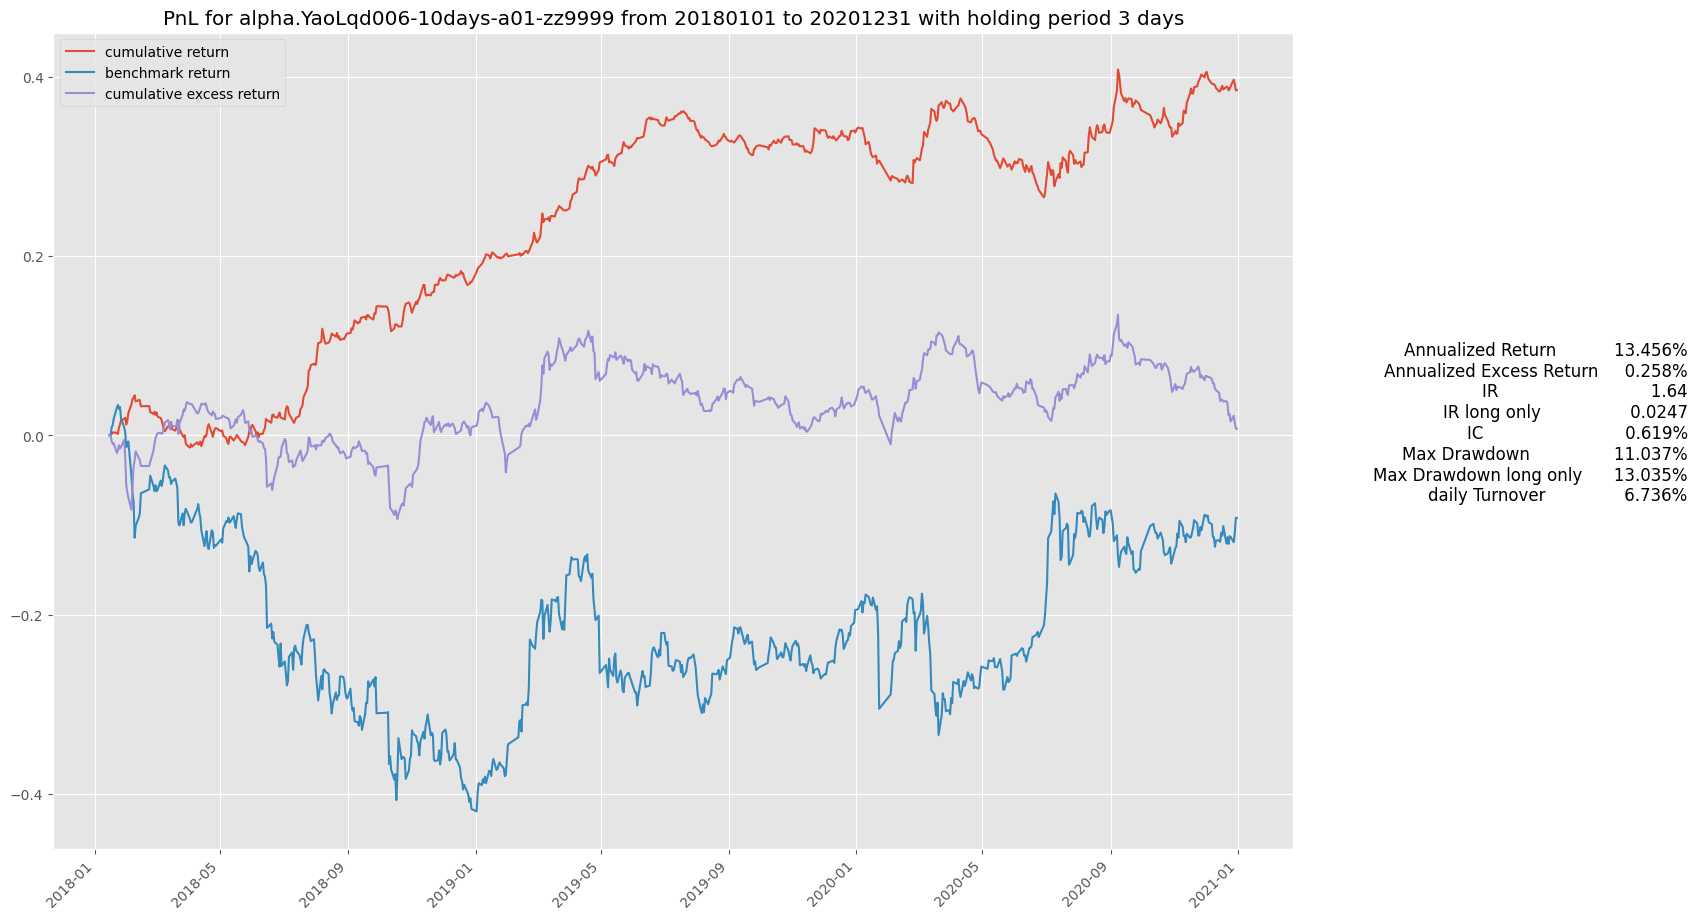 PnL for alpha.YaoLqd006-10days-a01-zz9999 from 20180101 to 20201231 with holding period 3 days
cumulative return
benchmark return
cumulative excess return
0.4
0.2
0.0
−0.2
−0.4
2018-01
2018-05
2018-09
2019-01
2019-05
2019-09
2020-01
2020-05
2020-09
2021-01
Annualized Return 13.456%
Annualized Excess Return 0.258%
IR 1.64
IR long only 0.0247
IC 0.619%
Max Drawdown 11.037%
Max Drawdown long only 13.035%
daily Turnover 6.736%